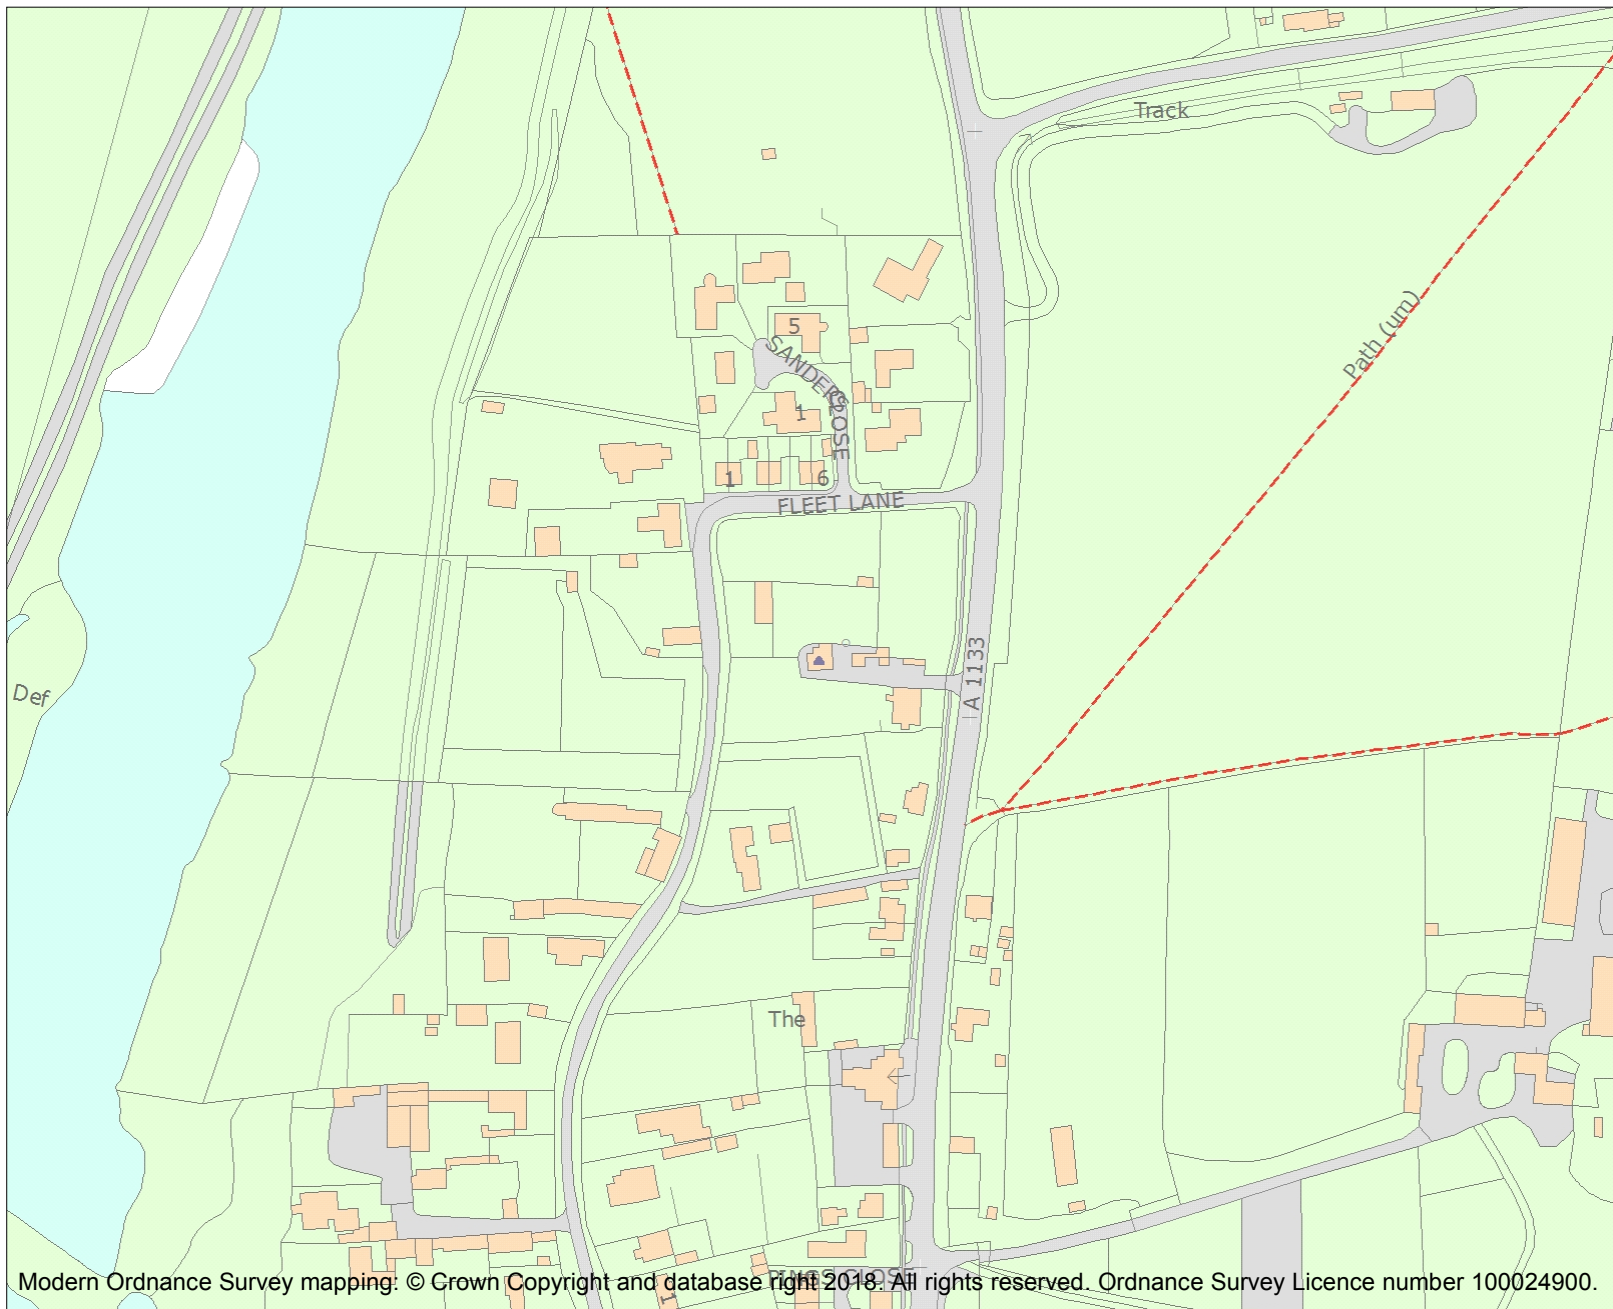 Track
Path (um)
5
SANDERS
CLOSE
1
1
6
FLEET LANE
A 1133
Def
The
1
Modern Ordnance Survey mapping: © Crown Copyright and database right 2018. All rights reserved. Ordnance Survey Licence number 100024900.